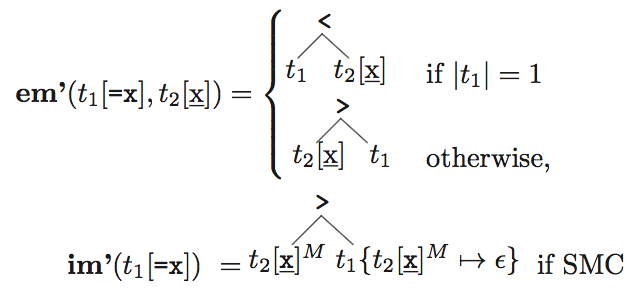 <
t₁ t₂[x̲] if |t₁| = 1
em’(t₁[=x], t₂[x̲]) =
>
t₂[x̲] t₁ otherwise,
>
im’(t₁[=x]) = t₂[x̲]ᴹ t₁{t₂[x̲]ᴹ ↦ ϵ} if SMC